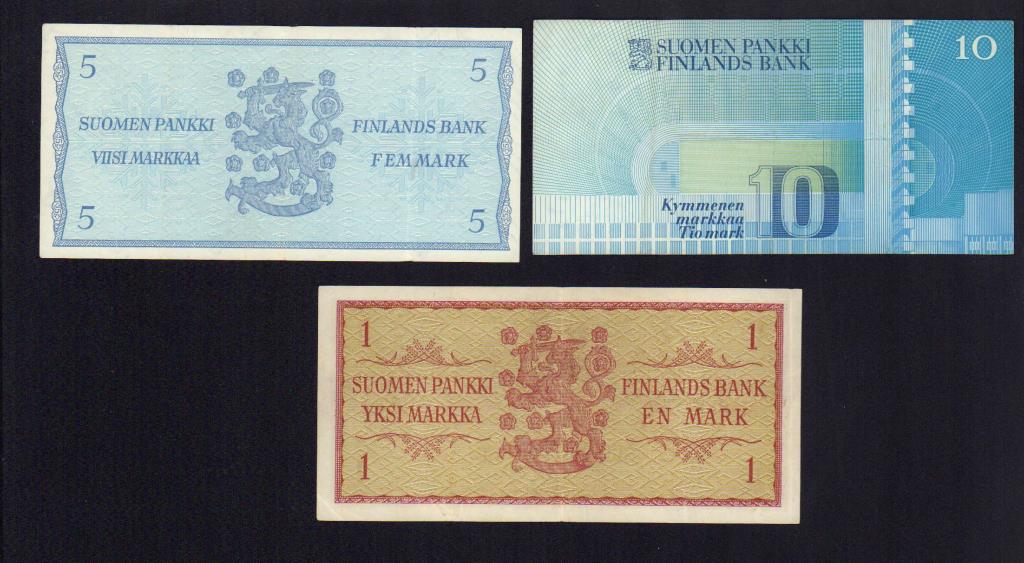 5 5
SUOMEN PANKKI FINLANDS BANK
VIISI MARKKAA FEM MARK
5 5
SUOMEN PANKKI
FINLANDS BANK
10
10
Kymmenen
markkaa
Tio mark
1 1
SUOMEN PANKKI FINLANDS BANK
YKSI MARKKA EN MARK
1 1